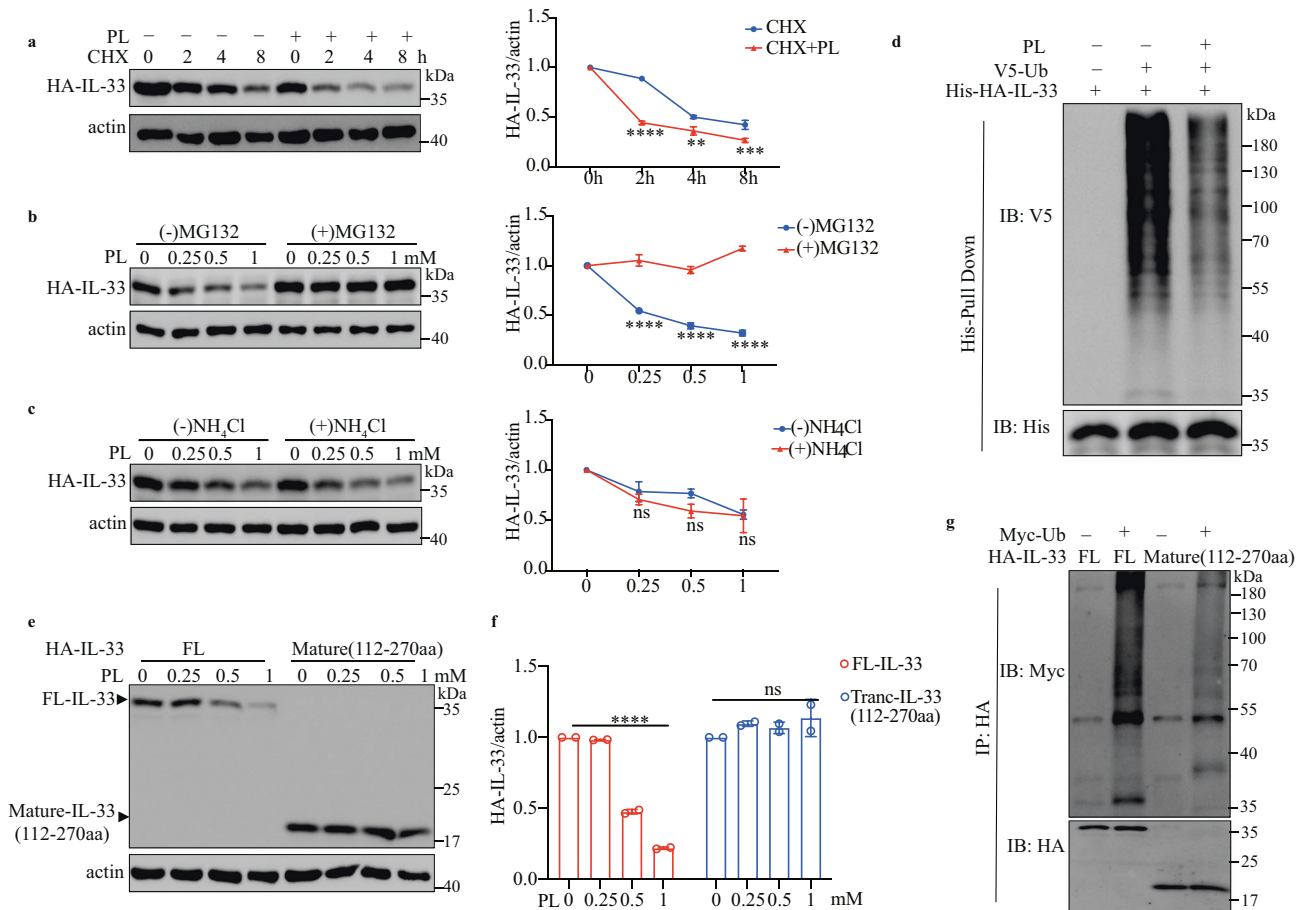 a
PL – – – – + + + +
CHX 0 2 4 8 0 2 4 8 h
kDa
HA-IL-33
35
actin
40
HA-IL-33/actin
1.5
1.0
0.5
0.0
0h 2h 4h 8h
CHX
CHX+PL
**** ** ***
b
(-)MG132 (+)MG132
PL 0 0.25 0.5 1 0 0.25 0.5 1 mM
kDa
HA-IL-33
35
actin
40
HA-IL-33/actin
1.5
1.0
0.5
0.0
0 0.25 0.5 1
(-)MG132
(+)MG132
**** **** ****
c
(-)NH4Cl (+)NH4Cl
PL 0 0.25 0.5 1 0 0.25 0.5 1 mM
kDa
HA-IL-33
35
actin
40
HA-IL-33/actin
1.5
1.0
0.5
0.0
0 0.25 0.5 1
(-)NH4Cl
(+)NH4Cl
ns ns ns
d
PL – – +
V5-Ub – + +
His-HA-IL-33 + + +
kDa
180
130
100
70
55
40
35
IB: V5
His-Pull Down
IB: His
35
e
HA-IL-33 FL Mature(112-270aa)
PL 0 0.25 0.5 1 0 0.25 0.5 1 mM
kDa
FL-IL-33
35
25
Mature-IL-33
(112-270aa)
17
actin
40
f
HA-IL-33/actin
1.5
1.0
0.5
0.0
PL 0 0.25 0.5 1 0 0.25 0.5 1 mM
**** ns
FL-IL-33
Tranc-IL-33
(112-270aa)
g
Myc-Ub – + – +
HA-IL-33 FL FL Mature(112-270aa)
kDa
180
130
100
70
55
40
35
IB: Myc
IP: HA
IB: HA
35
25
17